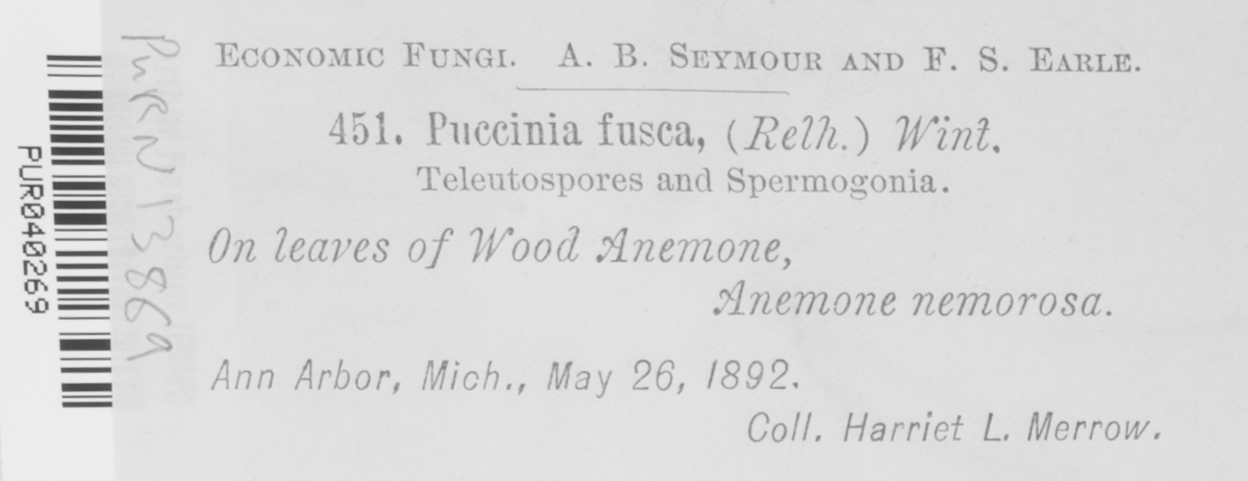 ECONOMIC FUNGI. A. B. SEYMOUR AND F. S. EARLE.
451. Puccinia fusca, (Relh.) Wint.
Teleutospores and Spermogonia.
On leaves of Wood Anemone,
Anemone nemorosa.
Ann Arbor, Mich., May 26, 1892.
Coll. Harriet L. Merrow.
PUR N13869
PUR040269